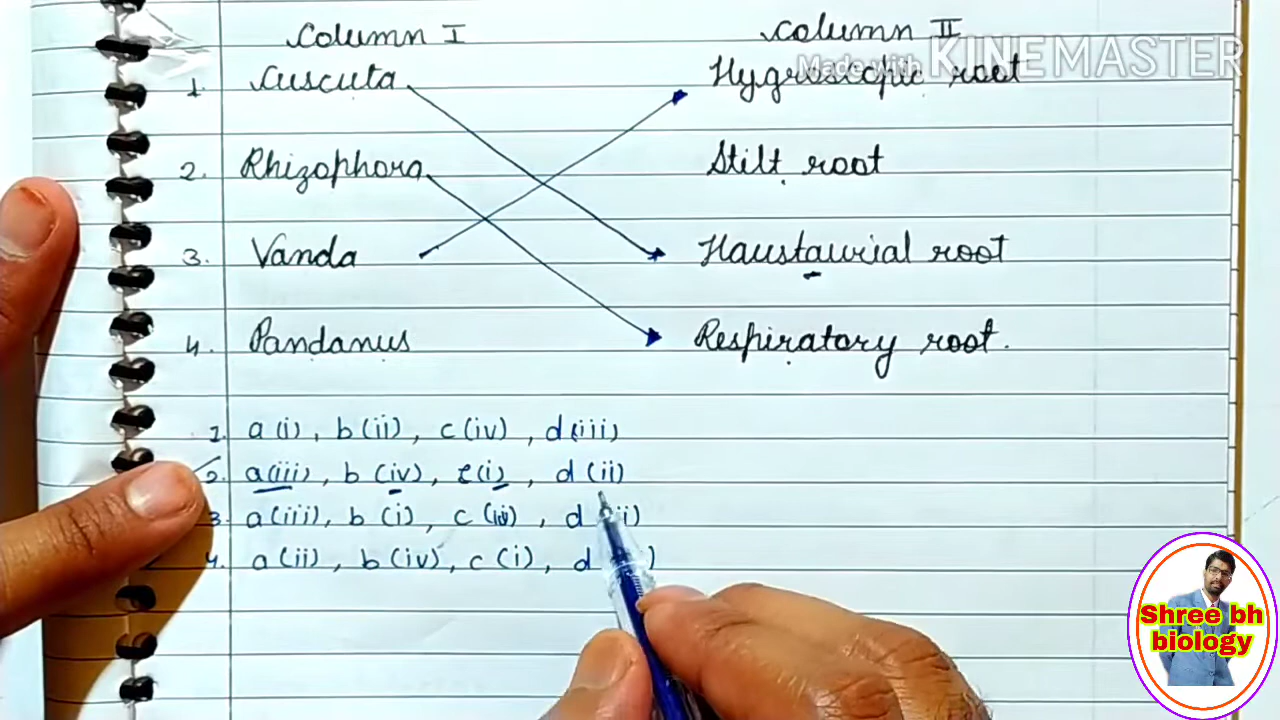 Column I Column II
Made with KINEMASTER
1. Cuscuta Hygroscopic root
2. Rhizophora Stilt root
3. Vanda Haustaurial root
4. Pandanus Respiratory root.
1. a(i), b(ii), c(iv), d(iii)
2. a(iii), b(iv), c(i), d(ii)
3. a(iii), b(i), c(iv), d
4. a(ii), b(iv), c(i), d
Shree bh
biology